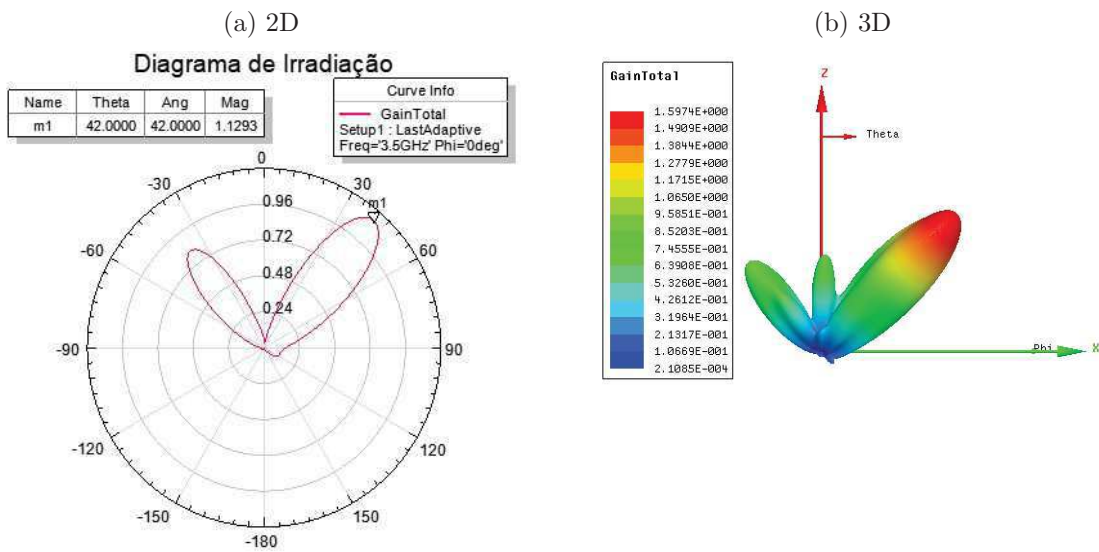 (a) 2D
Diagrama de Irradiação
Name Theta Ang Mag
m1 42.0000 42.0000 1.1293
Curve Info
GainTotal
Setup1 : LastAdaptive
Freq='3.5GHz' Phi='0deg'
0
-30
30
m1
0.96
-60
0.72
60
0.48
0.24
-90
90
-120
120
-150
150
-180
(b) 3D
GainTotal
1.5974E+000
1.4909E+000
1.3844E+000
1.2779E+000
1.1715E+000
1.0650E+000
9.5851E-001
8.5203E-001
7.4555E-001
6.3908E-001
5.3260E-001
4.2612E-001
3.1964E-001
2.1317E-001
1.0669E-001
2.1085E-004
Z
Theta
Phi
X